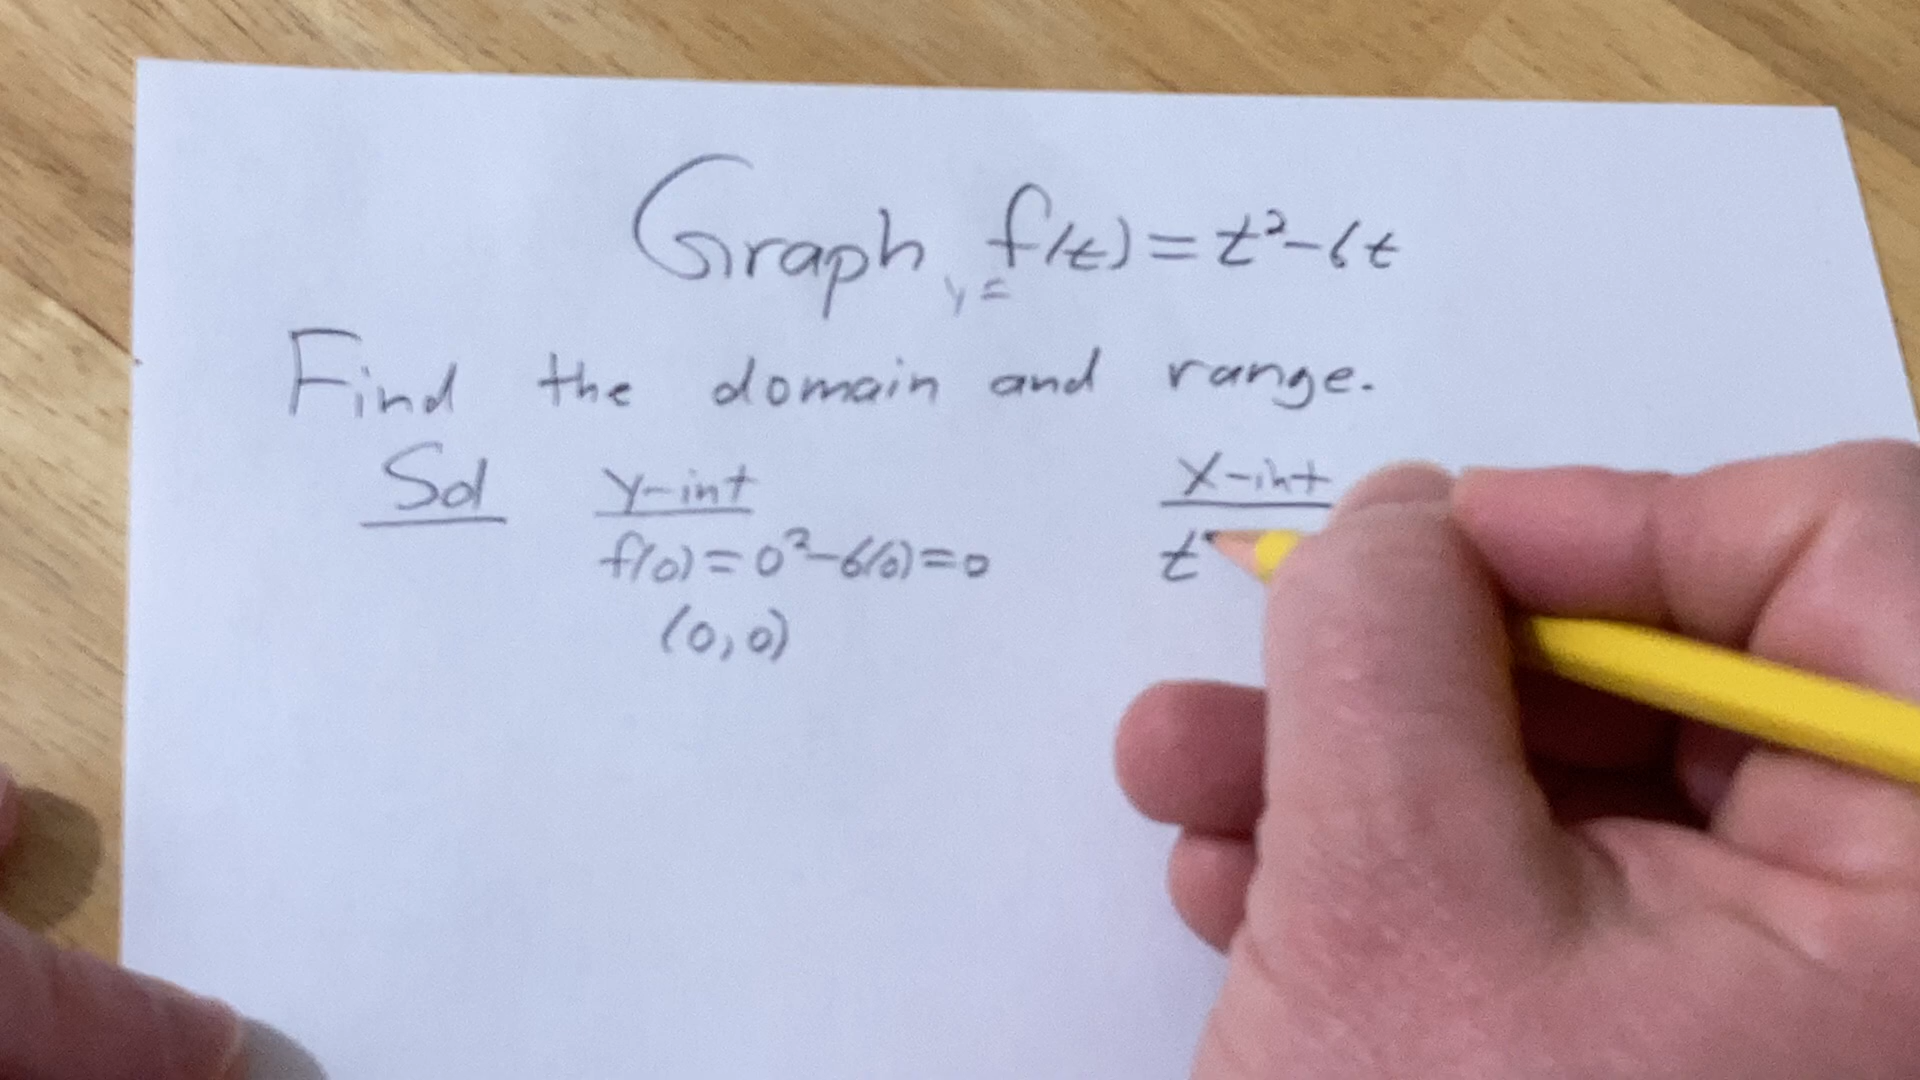 Graph y = f(t) = t² - 6t
Find the domain and range.
Sol
y-int
f(0) = 0² - 6(0) = 0
(0,0)
x-int
t